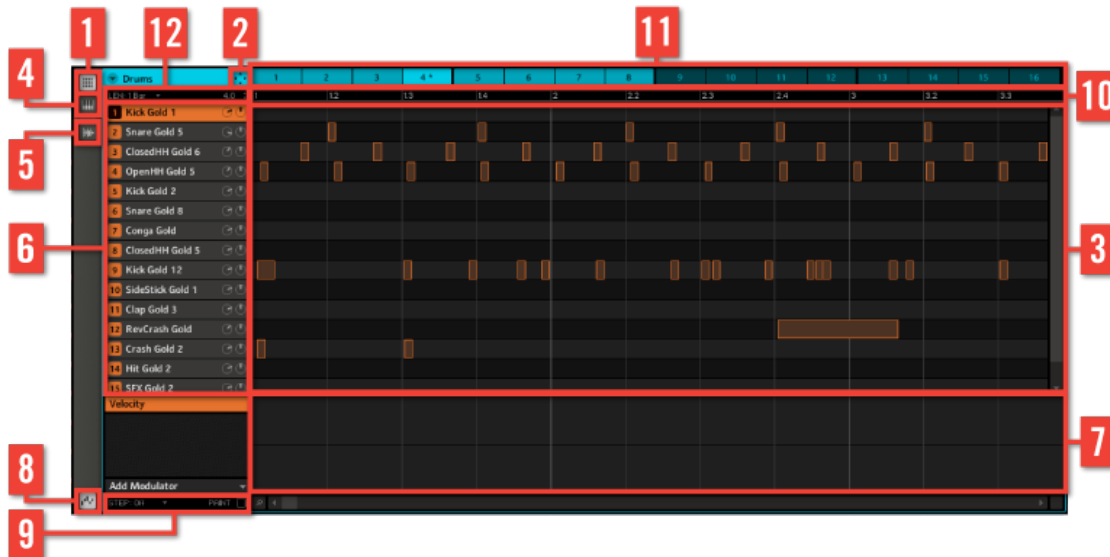 1 12 2 11
4
5
6
8
9
10
3
7
Drums 1 2 3 4 * 5 6 7 8 9 10 11 12 13 14 15 16
LEN: 1 Bar 4.0
1.2 1.3 1.4 2 2.2 2.3 2.4 3 3.2 3.3
1 Kick Gold 1
2 Snare Gold 5
3 ClosedHH Gold 6
4 OpenHH Gold 5
5 Kick Gold 2
6 Snare Gold 8
7 Conga Gold
8 ClosedHH Gold 5
9 Kick Gold 12
10 SideStick Gold 1
11 Clap Gold 3
12 RevCrash Gold
13 Crash Gold 2
14 Hit Gold 2
15 SFX Gold 2
Velocity
Add Modulator
STEP: PAINT